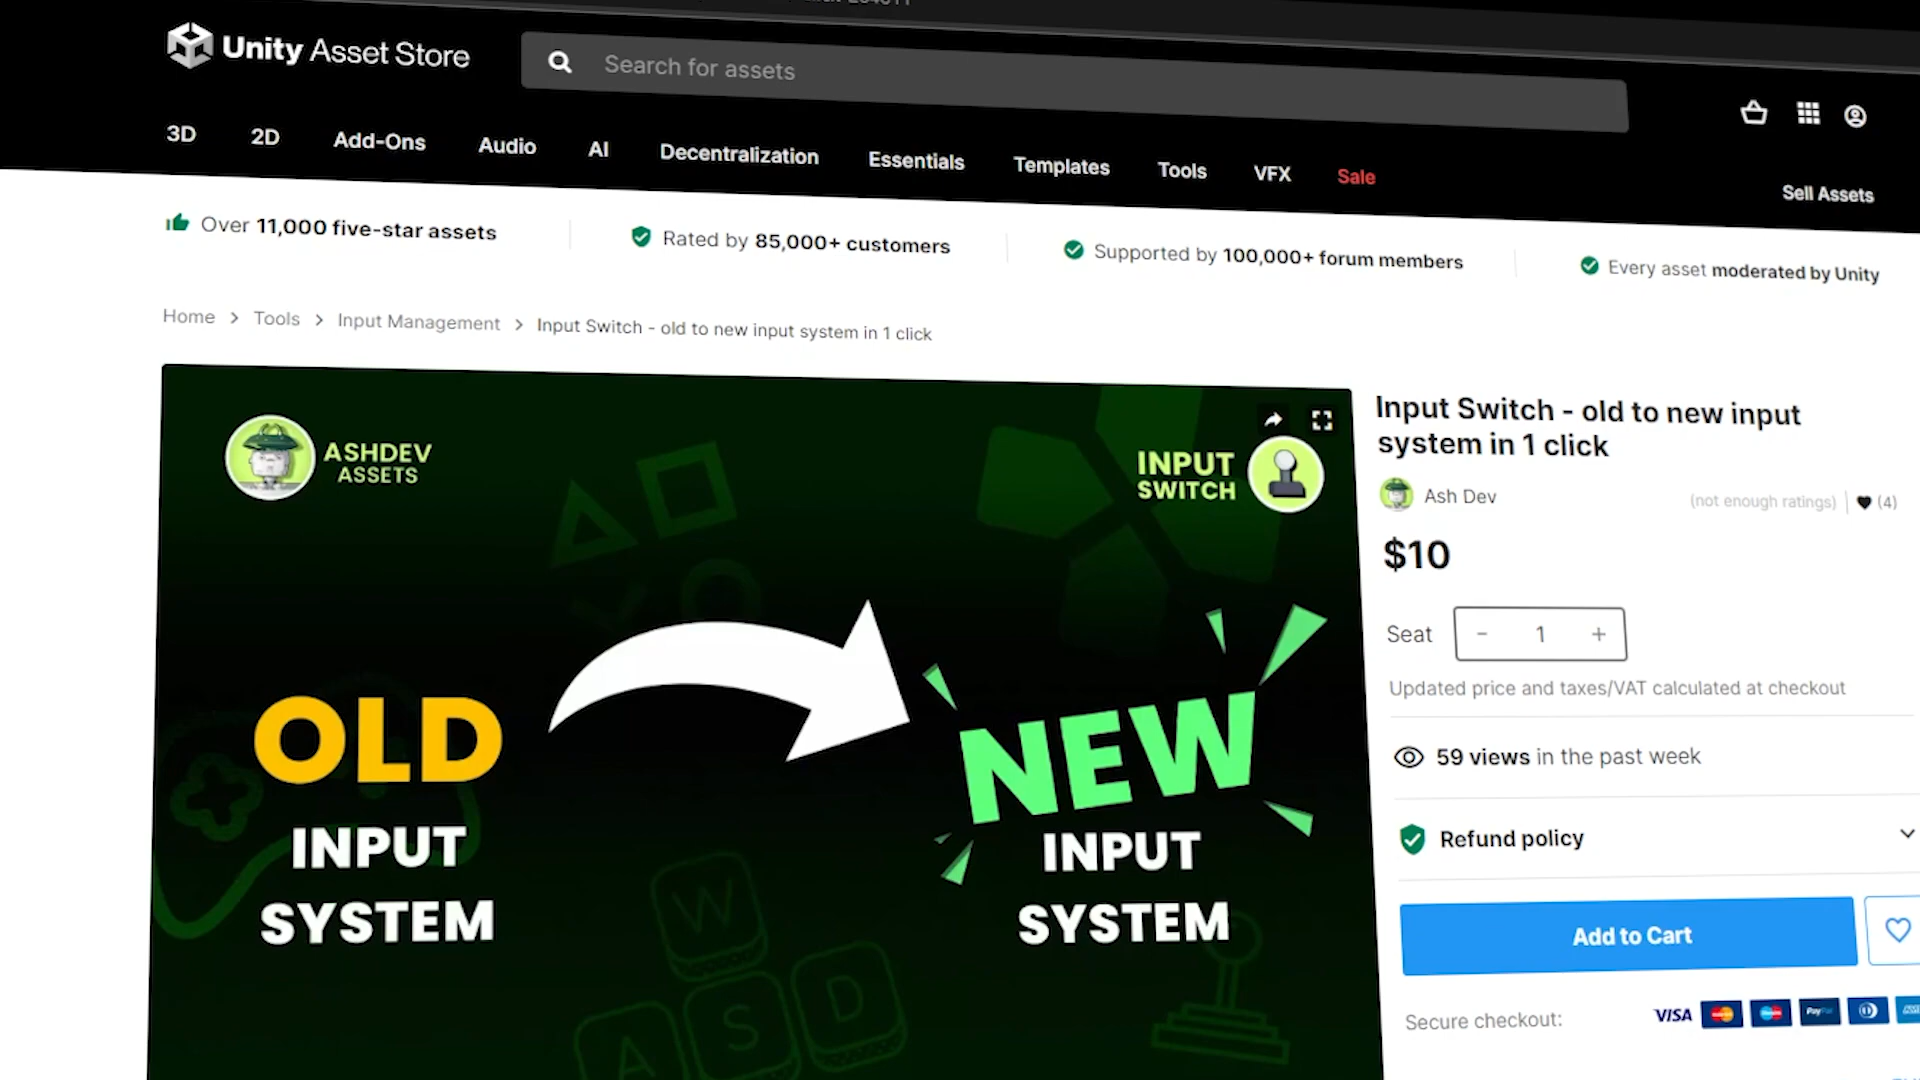 Unity Asset Store
Search for assets
3D 2D Add-Ons Audio AI Decentralization Essentials Templates Tools VFX Sale
Sell Assets
Over 11,000 five-star assets
Rated by 85,000+ customers
Supported by 100,000+ forum members
Every asset moderated by Unity
Home > Tools > Input Management > Input Switch - old to new input system in 1 click
ASHDEV
ASSETS
INPUT
SWITCH
OLD
INPUT
SYSTEM
NEW
INPUT
SYSTEM
W
A S D
Input Switch - old to new input
system in 1 click
Ash Dev
(not enough ratings)
(4)
$10
Seat - 1 +
Updated price and taxes/VAT calculated at checkout
59 views in the past week
Refund policy
Add to Cart
Secure checkout:
VISA
PayPal